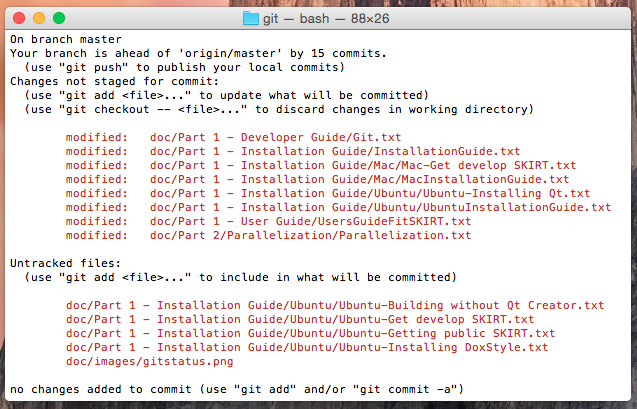 git — bash — 88×26
On branch master
Your branch is ahead of 'origin/master' by 15 commits.
  (use "git push" to publish your local commits)
Changes not staged for commit:
  (use "git add <file>..." to update what will be committed)
  (use "git checkout -- <file>..." to discard changes in working directory)

        modified:   doc/Part 1 - Developer Guide/Git.txt
        modified:   doc/Part 1 - Installation Guide/InstallationGuide.txt
        modified:   doc/Part 1 - Installation Guide/Mac/Mac-Get develop SKIRT.txt
        modified:   doc/Part 1 - Installation Guide/Mac/MacInstallationGuide.txt
        modified:   doc/Part 1 - Installation Guide/Ubuntu/Ubuntu-Installing Qt.txt
        modified:   doc/Part 1 - Installation Guide/Ubuntu/UbuntuInstallationGuide.txt
        modified:   doc/Part 1 - User Guide/UsersGuideFitSKIRT.txt
        modified:   doc/Part 2/Parallelization/Parallelization.txt

Untracked files:
  (use "git add <file>..." to include in what will be committed)

        doc/Part 1 - Installation Guide/Ubuntu/Ubuntu-Building without Qt Creator.txt
        doc/Part 1 - Installation Guide/Ubuntu/Ubuntu-Get develop SKIRT.txt
        doc/Part 1 - Installation Guide/Ubuntu/Ubuntu-Getting public SKIRT.txt
        doc/Part 1 - Installation Guide/Ubuntu/Ubuntu-Installing DoxStyle.txt
        doc/images/gitstatus.png

no changes added to commit (use "git add" and/or "git commit -a")